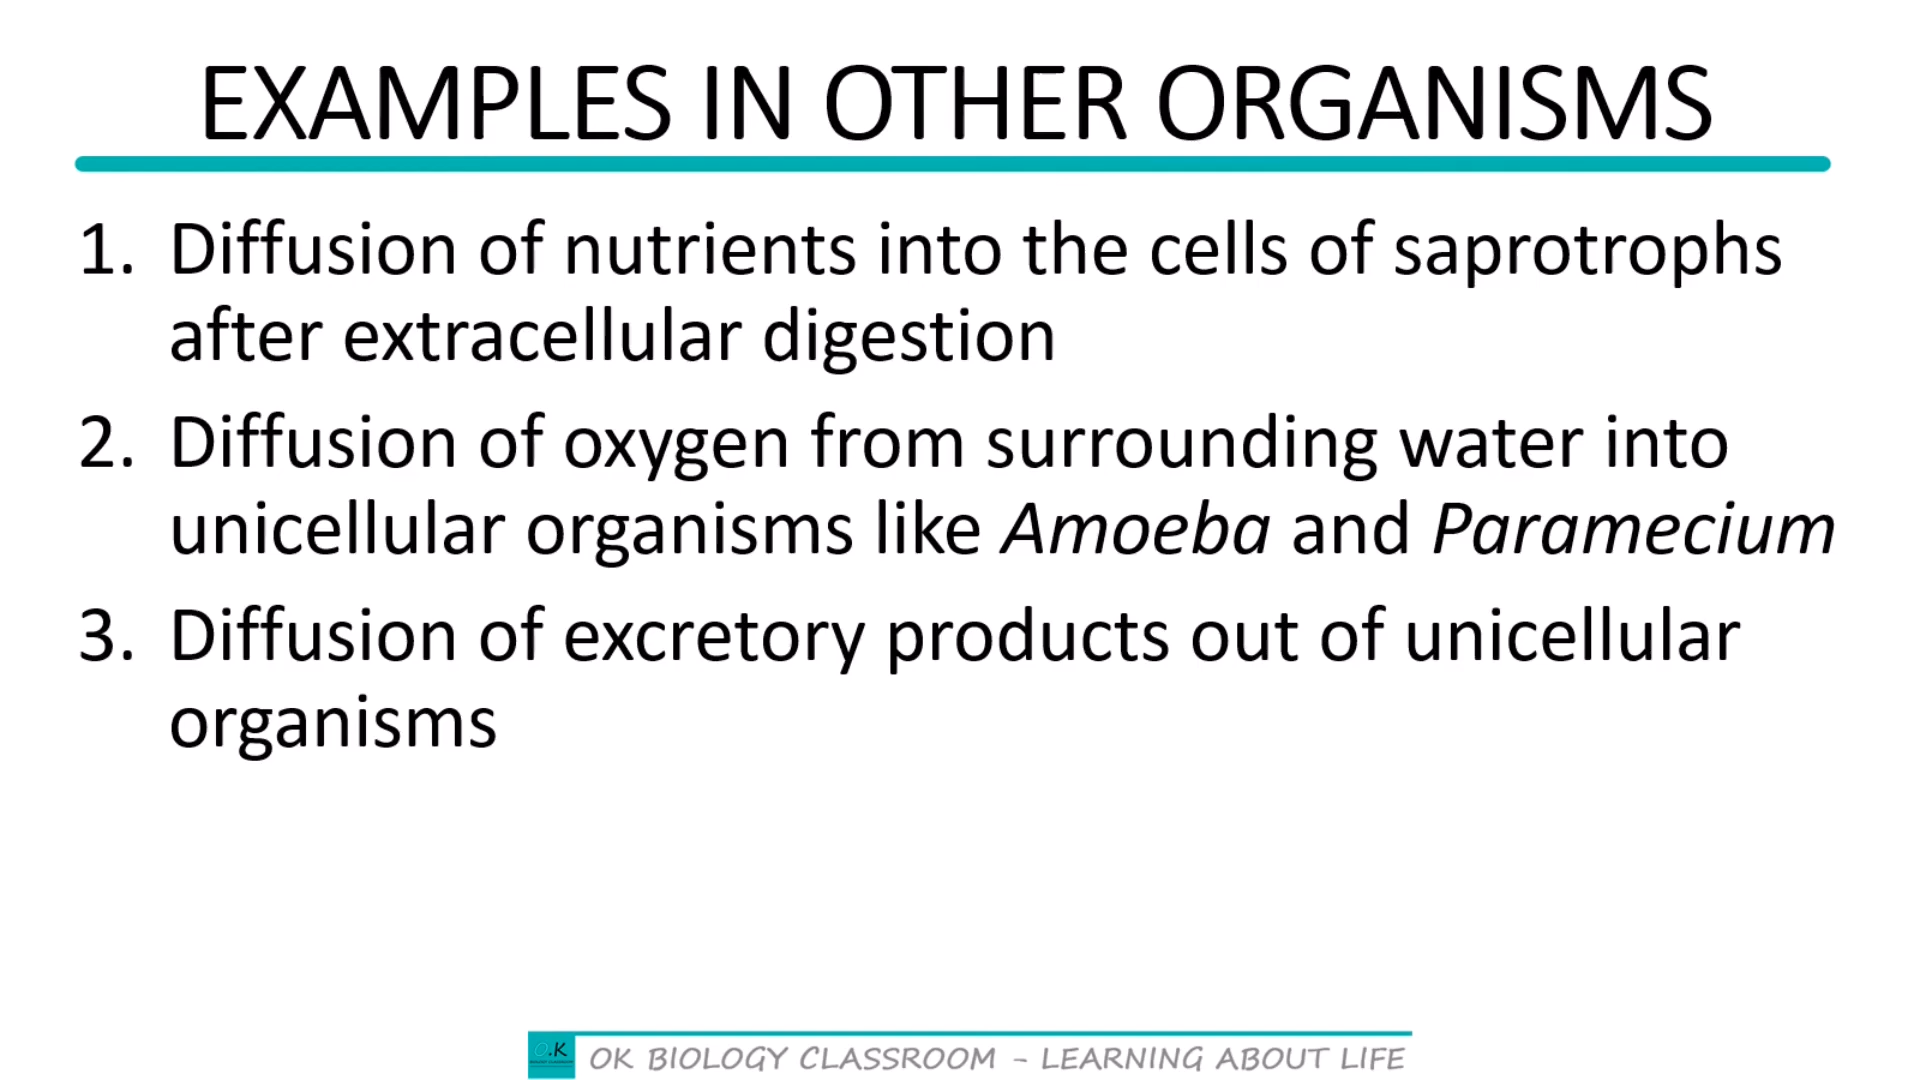 EXAMPLES IN OTHER ORGANISMS
1. Diffusion of nutrients into the cells of saprotrophs
after extracellular digestion
2. Diffusion of oxygen from surrounding water into
unicellular organisms like Amoeba and Paramecium
3. Diffusion of excretory products out of unicellular
organisms
O.K
OK BIOLOGY CLASSROOM - LEARNING ABOUT LIFE